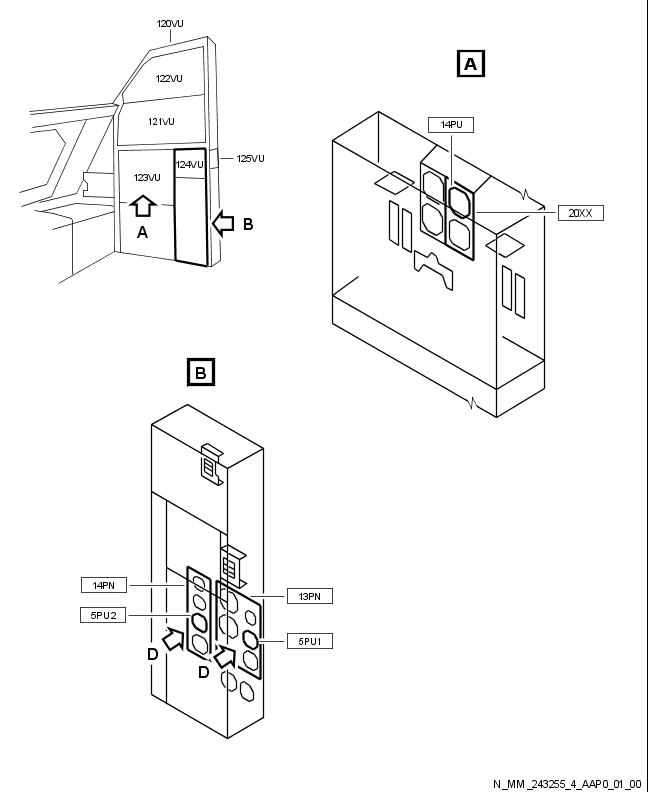 120VU
122VU
121VU
123VU
124VU
125VU
A
B
A
14PU
20XX
B
14PN
5PU2
D
D
13PN
5PU1
N_MM_243255_4_AAP0_01_00